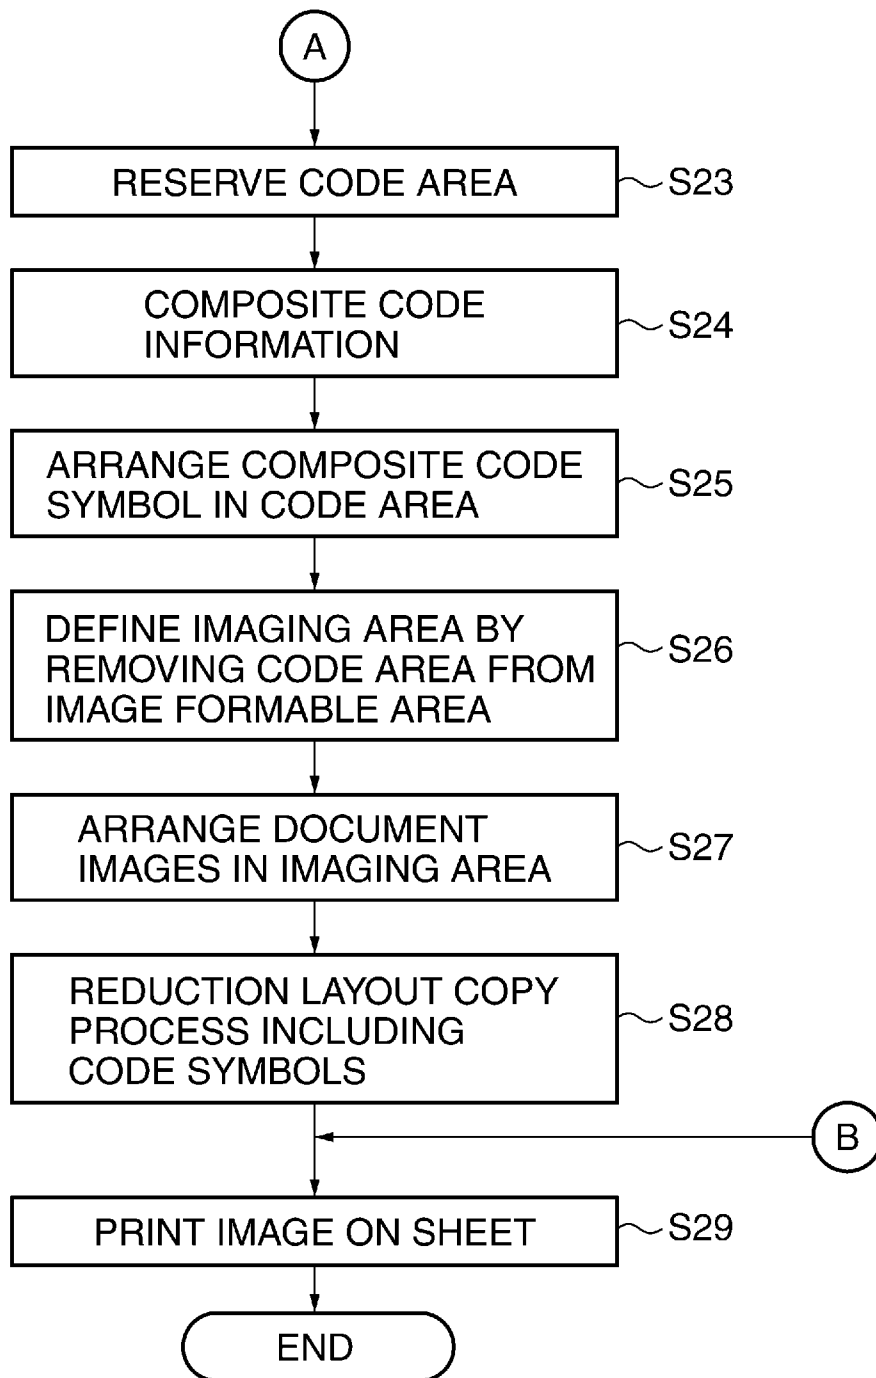 A
RESERVE CODE AREA
S23
COMPOSITE CODE
INFORMATION
S24
ARRANGE COMPOSITE CODE
SYMBOL IN CODE AREA
S25
DEFINE IMAGING AREA BY
REMOVING CODE AREA FROM
IMAGE FORMABLE AREA
S26
ARRANGE DOCUMENT
IMAGES IN IMAGING AREA
S27
REDUCTION LAYOUT COPY
PROCESS INCLUDING
CODE SYMBOLS
S28
B
PRINT IMAGE ON SHEET
S29
END